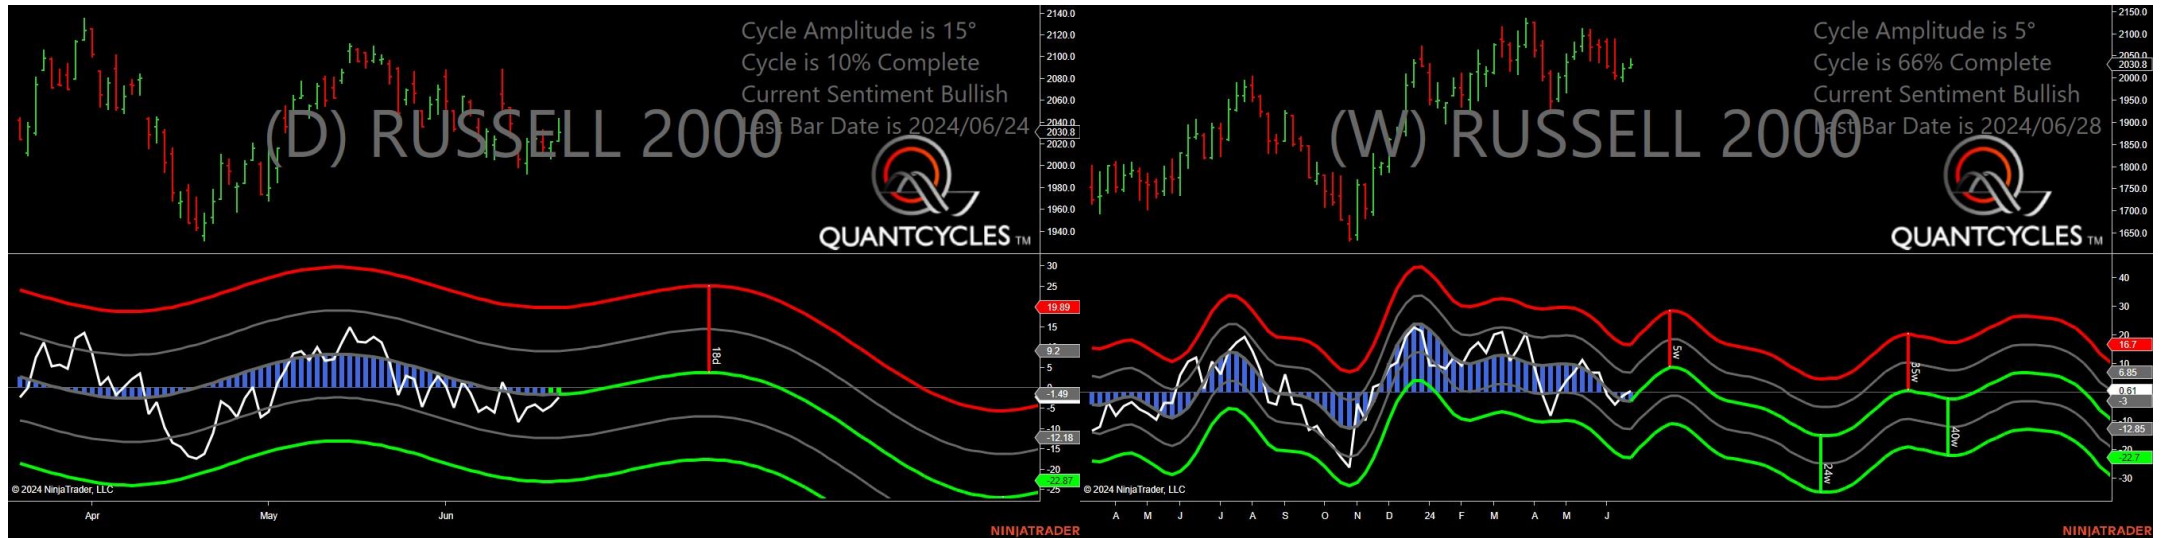 Cycle Amplitude is 15°
Cycle is 10% Complete
Current Sentiment Bullish
Last Bar Date is 2024/06/24
(D) RUSSELL 2000
QUANTCYCLES TM
2140.0
2120.0
2100.0
2080.0
2060.0
2040.0
2030.8
2020.0
2000.0
1980.0
1960.0
1940.0
30
25
19.89
15
9.2
5
-1.49
-5
-12.18
-15
-20
-22.87
-25
18d
© 2024 NinjaTrader, LLC
Apr May Jun
NINJATRADER
Cycle Amplitude is 5°
Cycle is 66% Complete
Current Sentiment Bullish
Last Bar Date is 2024/06/28
(W) RUSSELL 2000
QUANTCYCLES TM
2150.0
2100.0
2050.0
2030.8
2000.0
1950.0
1900.0
1850.0
1800.0
1750.0
1700.0
1650.0
40
30
20
16.7
10
6.85
0.61
-3
-10
-12.85
-20
-22.7
-30
5w
35w
24w
40w
© 2024 NinjaTrader, LLC
A M J J A S O N D 24 F M A M J
NINJATRADER